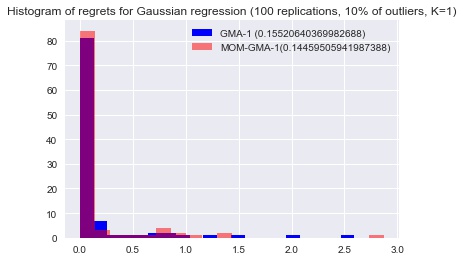 Histogram of regrets for Gaussian regression (100 replications, 10% of outliers, K=1)
GMA-1 (0.15520640369982688)
MOM-GMA-1(0.14459505941987388)
80
70
60
50
40
30
20
10
0
0.0 0.5 1.0 1.5 2.0 2.5 3.0